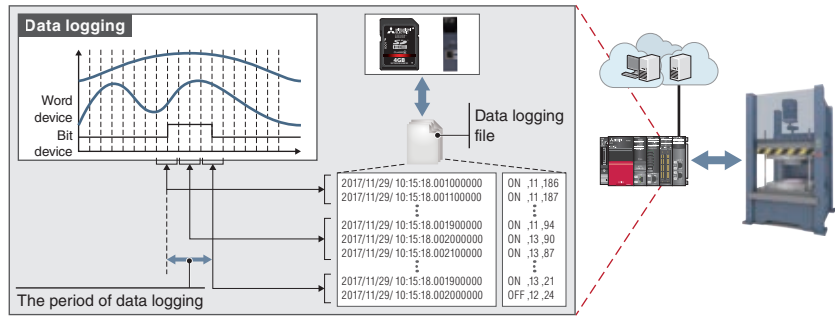 Data logging
Word
device
Bit
device
4GB
Data logging
file
2017/11/29/ 10:15:18.001000000 ON ,11 ,186
2017/11/29/ 10:15:18.001100000 ON ,11 ,187
2017/11/29/ 10:15:18.001900000 ON ,11 ,94
2017/11/29/ 10:15:18.002000000 ON ,13 ,90
2017/11/29/ 10:15:18.002100000 ON ,13 ,87
2017/11/29/ 10:15:18.001900000 ON ,13 ,21
2017/11/29/ 10:15:18.002000000 OFF ,12 ,24
The period of data logging